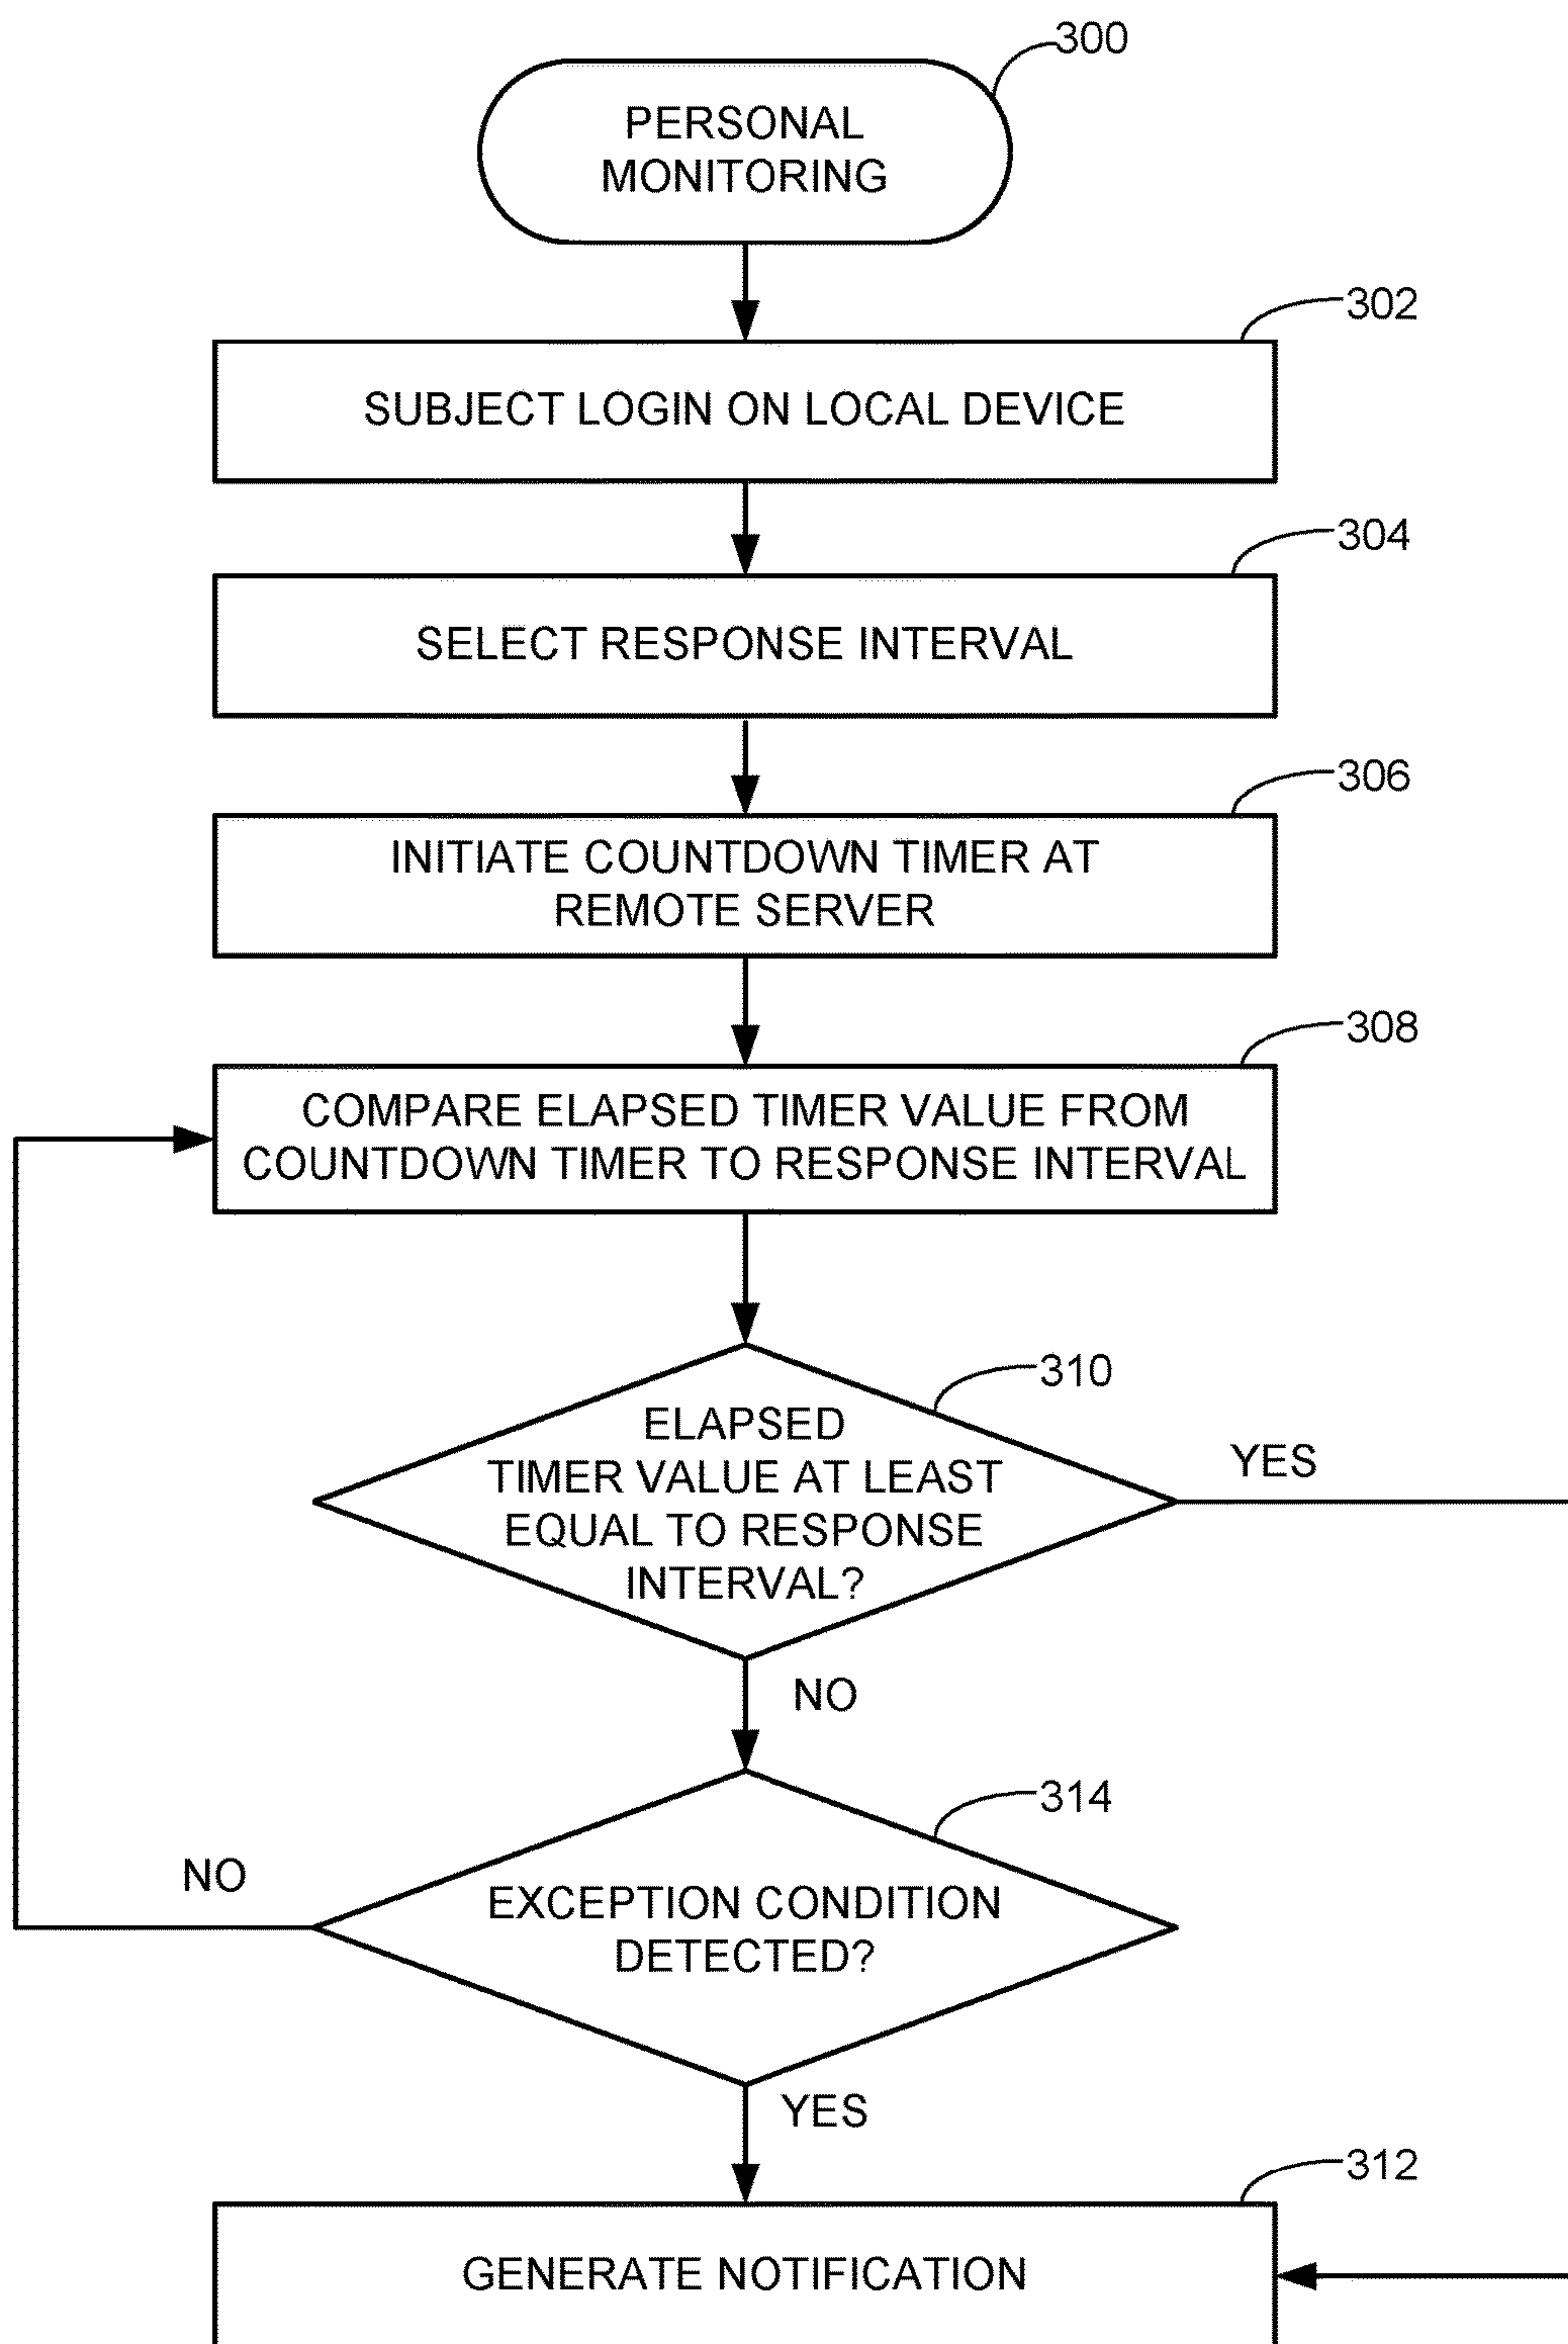 300
PERSONAL
MONITORING
302
SUBJECT LOGIN ON LOCAL DEVICE
304
SELECT RESPONSE INTERVAL
306
INITIATE COUNTDOWN TIMER AT
REMOTE SERVER
308
COMPARE ELAPSED TIMER VALUE FROM
COUNTDOWN TIMER TO RESPONSE INTERVAL
310
ELAPSED
TIMER VALUE AT LEAST
EQUAL TO RESPONSE
INTERVAL?
YES
NO
314
EXCEPTION CONDITION
DETECTED?
NO
YES
312
GENERATE NOTIFICATION